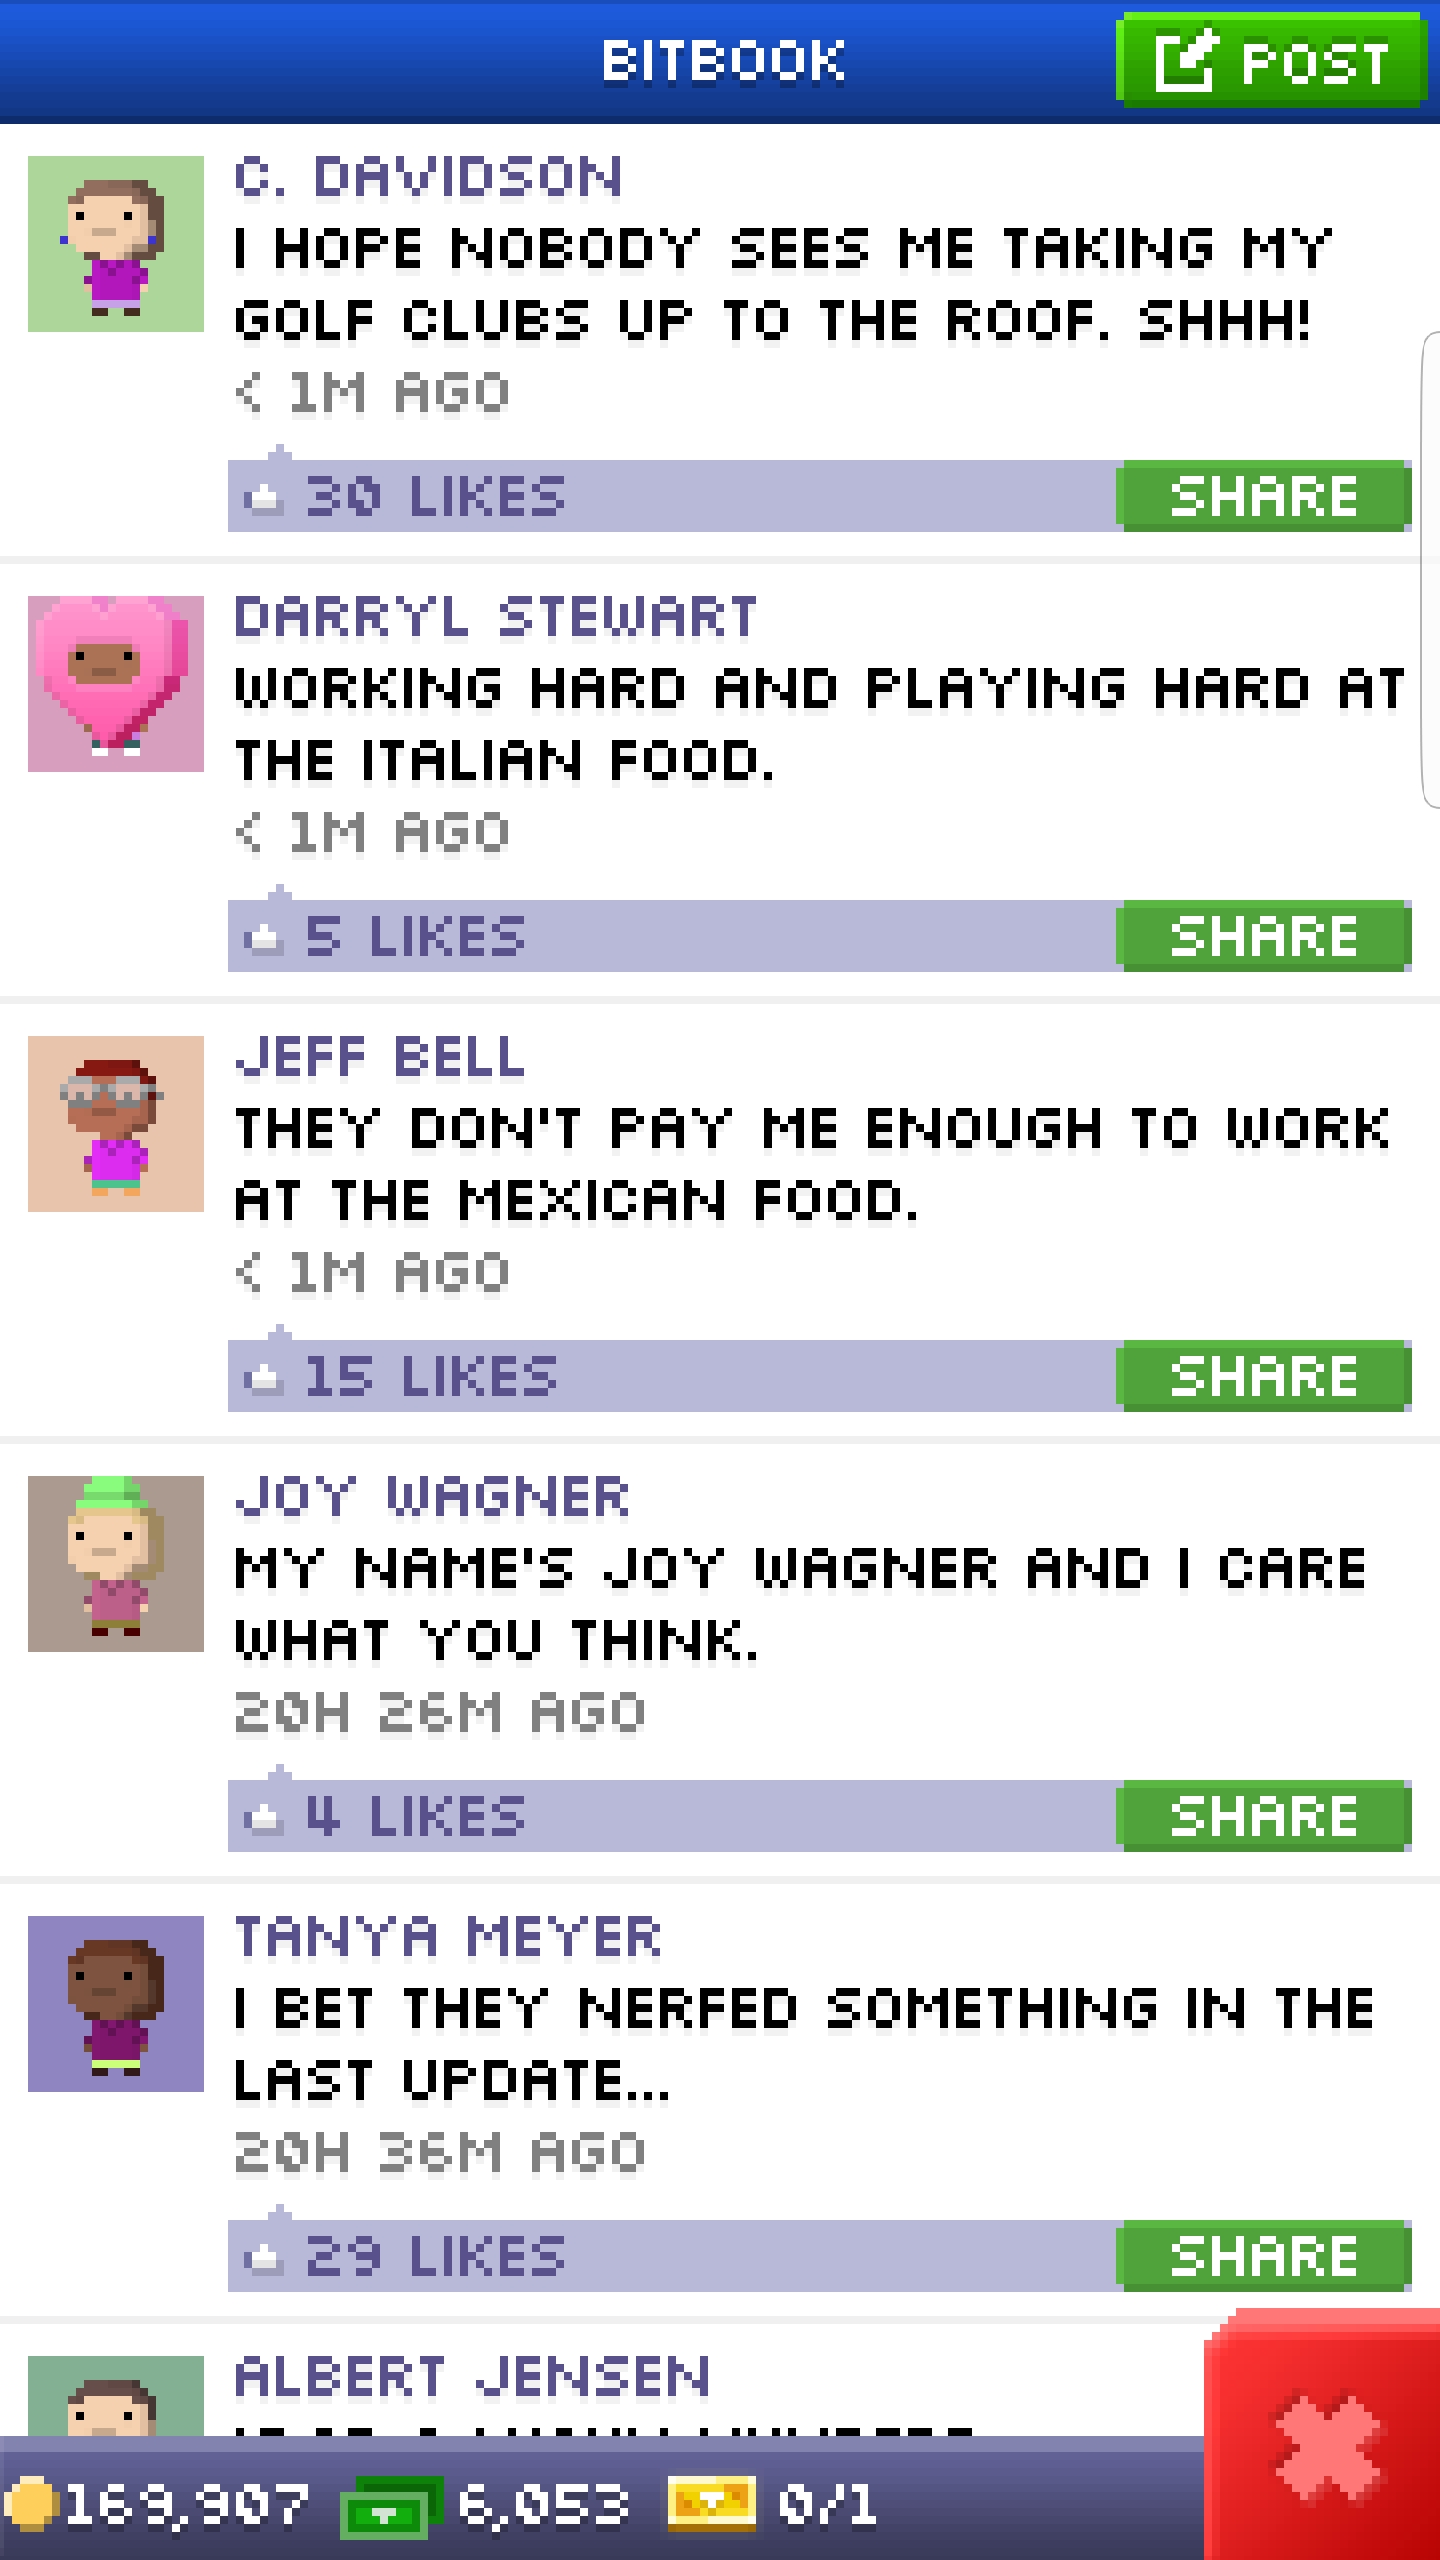 BITBOOK
POST
C. DAVIDSON
I HOPE NOBODY SEES ME TAKING MY
GOLF CLUBS UP TO THE ROOF. SHHH!
< 1M AGO
30 LIKES
SHARE
DARRYL STEWART
WORKING HARD AND PLAYING HARD AT
THE ITALIAN FOOD.
< 1M AGO
5 LIKES
SHARE
JEFF BELL
THEY DON'T PAY ME ENOUGH TO WORK
AT THE MEXICAN FOOD.
< 1M AGO
15 LIKES
SHARE
JOY WAGNER
MY NAME'S JOY WAGNER AND I CARE
WHAT YOU THINK.
20H 26M AGO
4 LIKES
SHARE
TANYA MEYER
I BET THEY NERFED SOMETHING IN THE
LAST UPDATE...
20H 36M AGO
29 LIKES
SHARE
ALBERT JENSEN
169,907
6,053
0/1